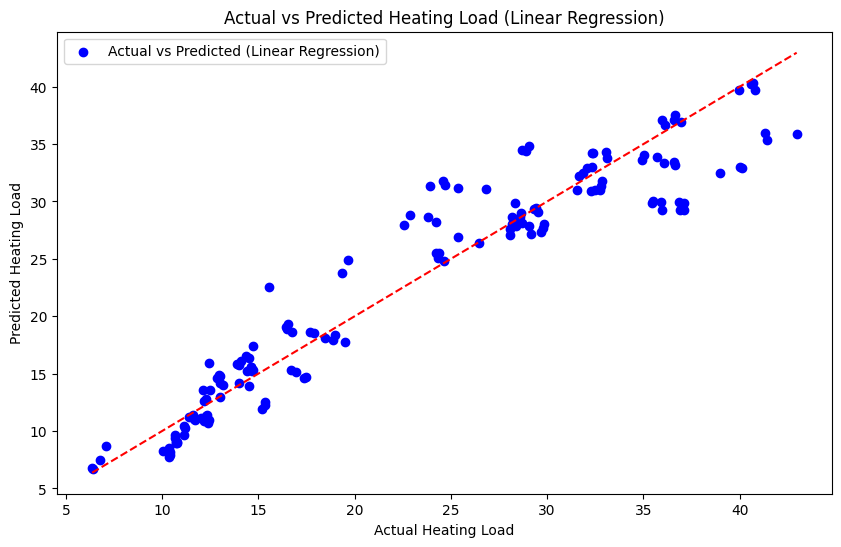 Actual vs Predicted Heating Load (Linear Regression)
Actual vs Predicted (Linear Regression)
Predicted Heating Load
40
35
30
25
20
15
10
5
5 10 15 20 25 30 35 40
Actual Heating Load